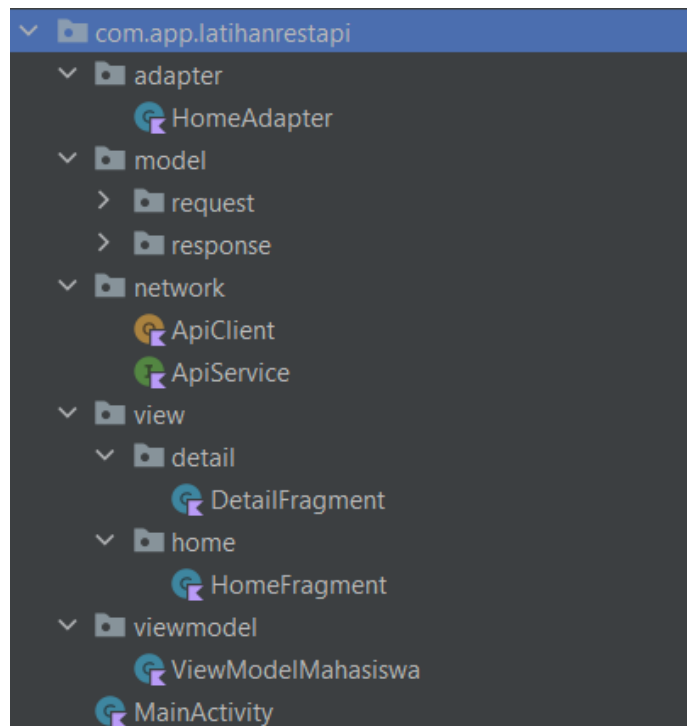 com.app.latihanrestapi
adapter
HomeAdapter
model
request
response
network
ApiClient
ApiService
view
detail
DetailFragment
home
HomeFragment
viewmodel
ViewModelMahasiswa
MainActivity